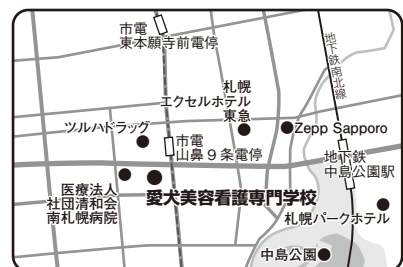 市電
東本願寺前電停
地下鉄南北線
札幌
エクセルホテル
東急
ツルハドラッグ
Zepp Sapporo
市電
山鼻9条電停
地下鉄
中島公園駅
医療法人
社団清和会
南札幌病院
愛犬美容看護専門学校
札幌パークホテル
中島公園